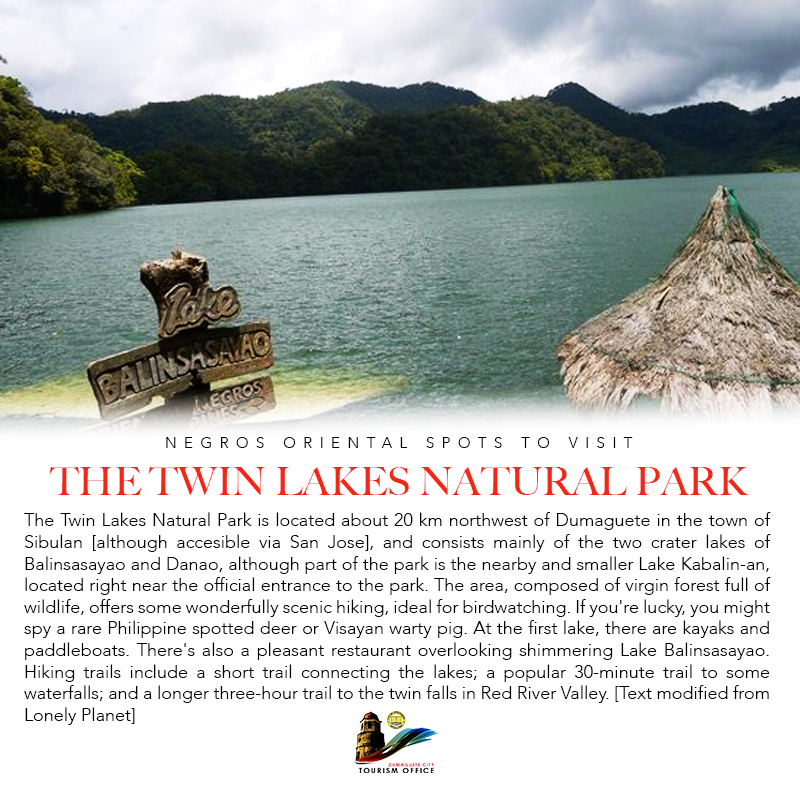 Lake
BALINSASAYAO
NEGROS
NEGROS ORIENTAL SPOTS TO VISIT
THE TWIN LAKES NATURAL PARK
The Twin Lakes Natural Park is located about 20 km northwest of Dumaguete in the town of
Sibulan [although accesible via San Jose], and consists mainly of the two crater lakes of
Balinsasayao and Danao, although part of the park is the nearby and smaller Lake Kabalin-an,
located right near the official entrance to the park. The area, composed of virgin forest full of
wildlife, offers some wonderfully scenic hiking, ideal for birdwatching. If you're lucky, you might
spy a rare Philippine spotted deer or Visayan warty pig. At the first lake, there are kayaks and
paddleboats. There's also a pleasant restaurant overlooking shimmering Lake Balinsasayao.
Hiking trails include a short trail connecting the lakes; a popular 30-minute trail to some
waterfalls; and a longer three-hour trail to the twin falls in Red River Valley. [Text modified from
Lonely Planet]
DUMAGUETE CITY
TOURISM OFFICE